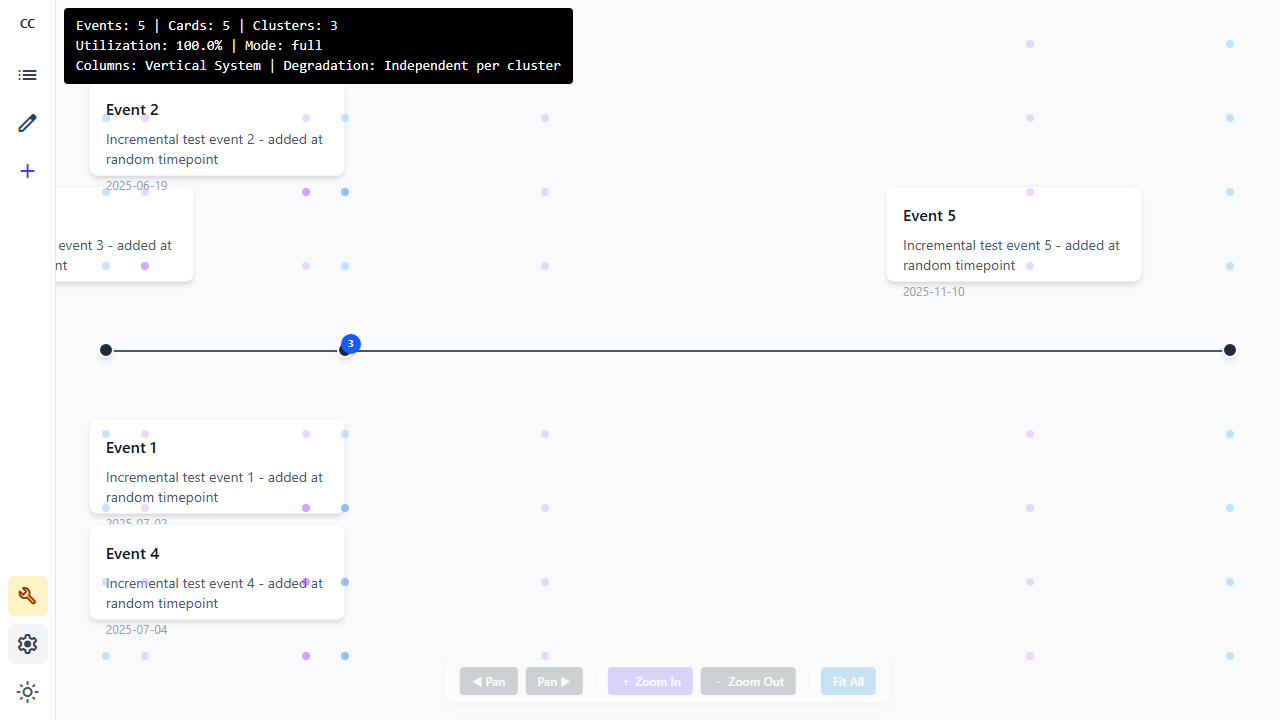 CC
Events: 5 | Cards: 5 | Clusters: 3
Utilization: 100.0% | Mode: full
Columns: Vertical System | Degradation: Independent per cluster
Event 2
Incremental test event 2 - added at
random timepoint
2025-06-19
event 3 - added at
nt
Event 5
Incremental test event 5 - added at
random timepoint
2025-11-10
3
Event 1
Incremental test event 1 - added at
random timepoint
2025-07-02
Event 4
Incremental test event 4 - added at
random timepoint
2025-07-04
◀ Pan
Pan ▶
+ Zoom In
- Zoom Out
Fit All